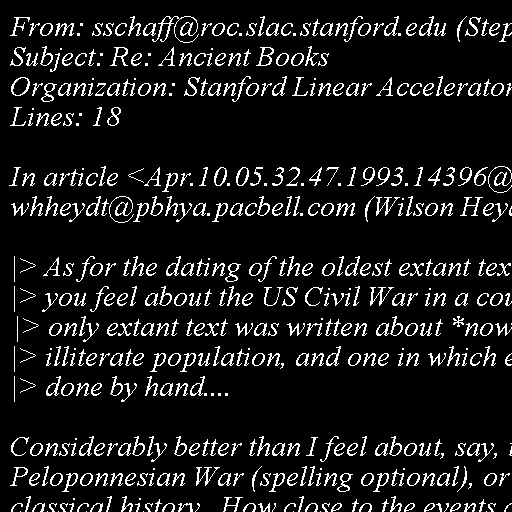 From: sschaff@roc.slac.stanford.edu (Step
Subject: Re: Ancient Books
Organization: Stanford Linear Accelerator
Lines: 18

In article <Apr.10.05.32.47.1993.14396@
whheydt@pbhya.pacbell.com (Wilson Heyd

|> As for the dating of the oldest extant tex
|> you feel about the US Civil War in a cou
|> only extant text was written about *now
|> illiterate population, and one in which e
|> done by hand....

Considerably better than I feel about, say,
Peloponnesian War (spelling optional), or
classical history. How close to the events